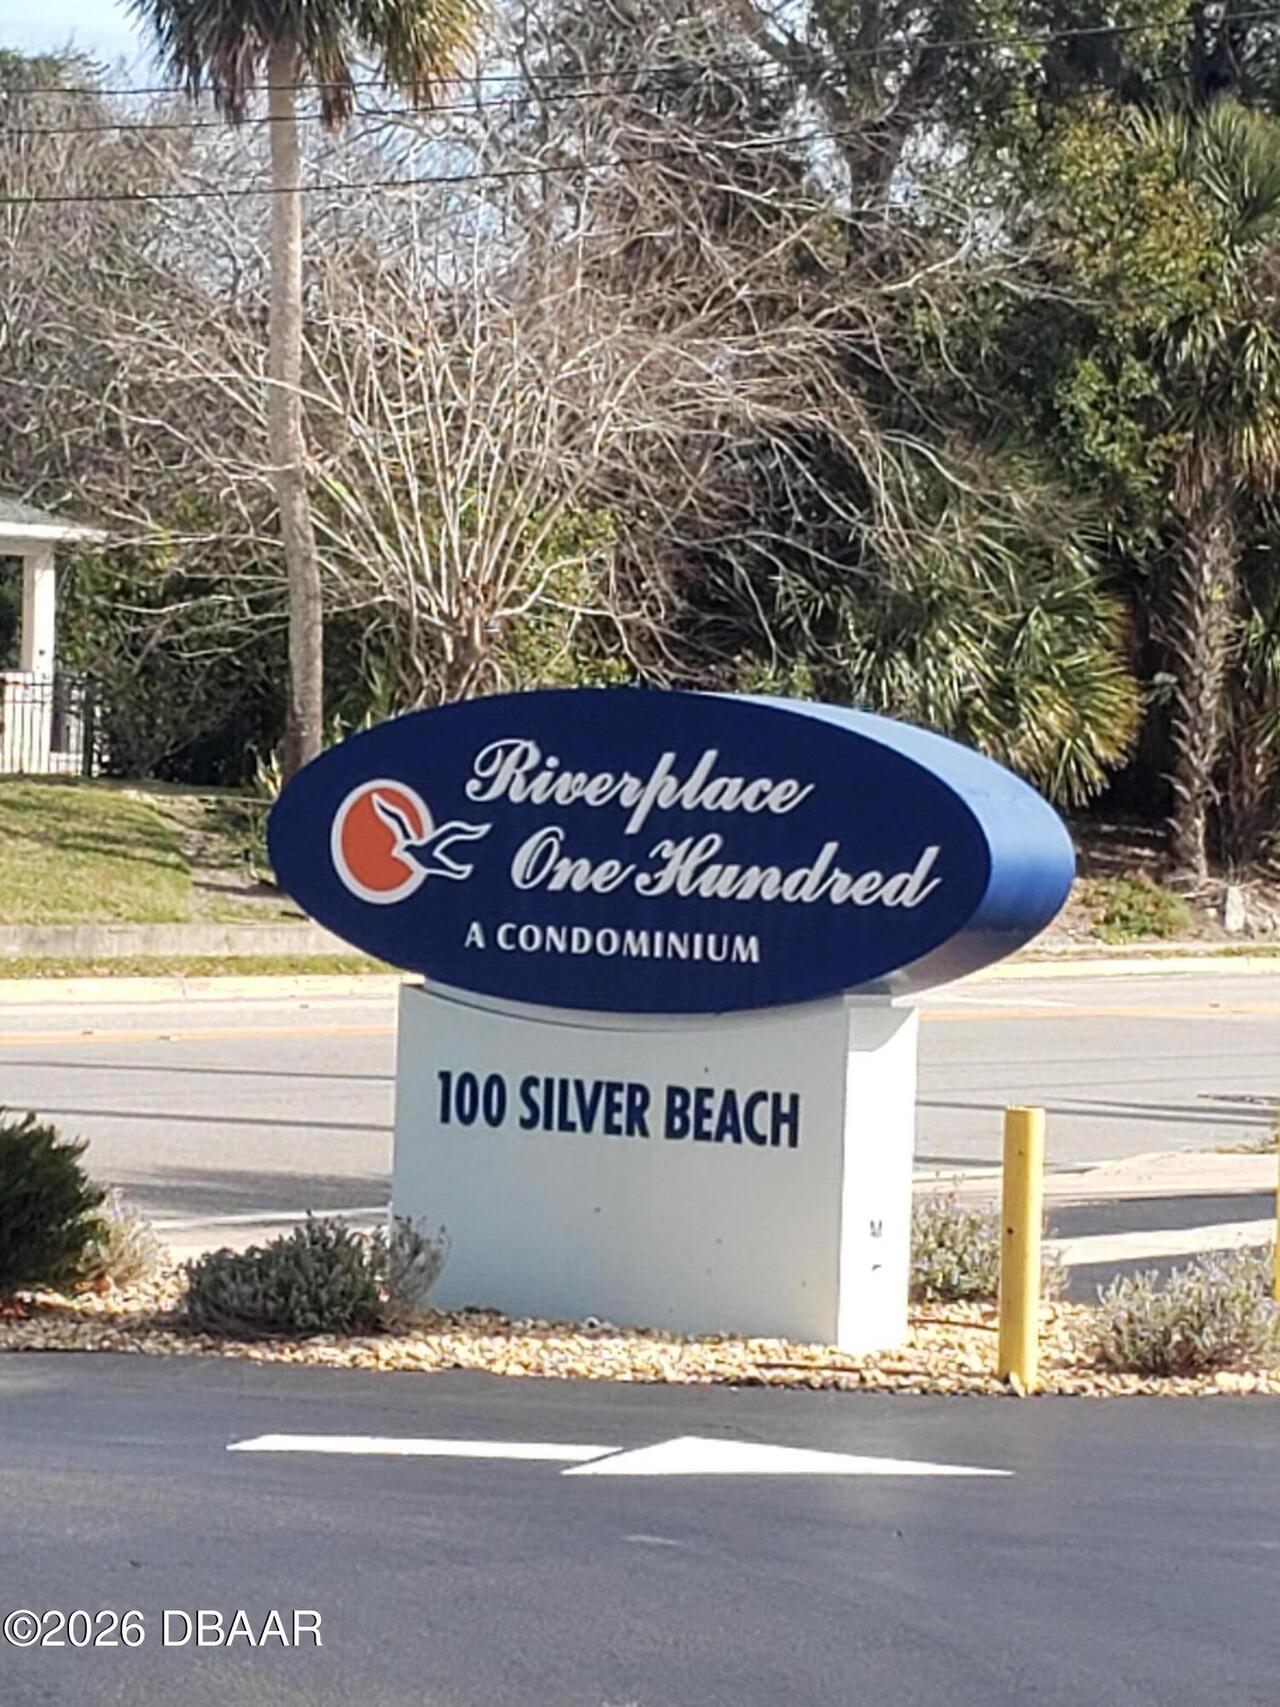 Riverplace
One Hundred
A CONDOMINIUM
100 SILVER BEACH
©2026 DBAAR